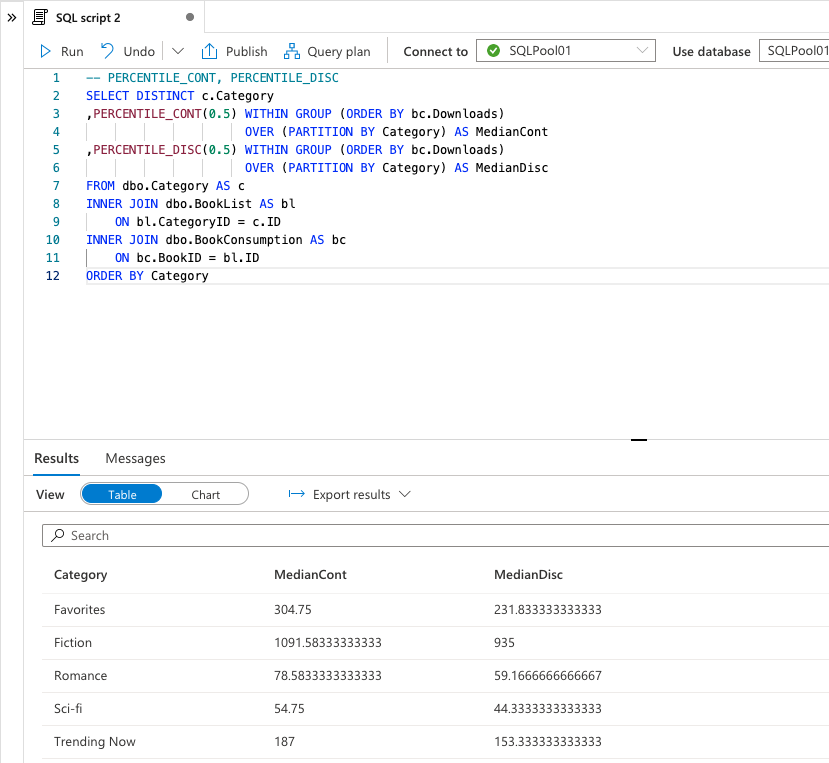 SQL script 2
Run Undo Publish Query plan Connect to SQLPool01 Use database SQLPool01
1 -- PERCENTILE_CONT, PERCENTILE_DISC
2 SELECT DISTINCT c.Category
3 ,PERCENTILE_CONT(0.5) WITHIN GROUP (ORDER BY bc.Downloads)
4 OVER (PARTITION BY Category) AS MedianCont
5 ,PERCENTILE_DISC(0.5) WITHIN GROUP (ORDER BY bc.Downloads)
6 OVER (PARTITION BY Category) AS MedianDisc
7 FROM dbo.Category AS c
8 INNER JOIN dbo.BookList AS bl
9 ON bl.CategoryID = c.ID
10 INNER JOIN dbo.BookConsumption AS bc
11 ON bc.BookID = bl.ID
12 ORDER BY Category
Results Messages
View Table Chart Export results
Search
Category MedianCont MedianDisc
Favorites 304.75 231.833333333333
Fiction 1091.58333333333 935
Romance 78.5833333333333 59.1666666666667
Sci-fi 54.75 44.3333333333333
Trending Now 187 153.333333333333